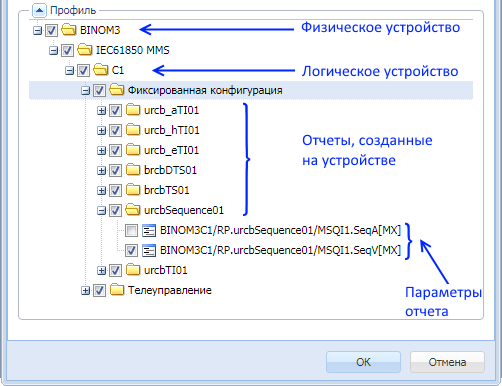 Профиль
BINOM3
Физическое устройство
IEC61850 MMS
C1
Логическое устройство
Фиксированная конфигурация
urcb_aTI01
urcb_hTI01
urcb_eTI01
brcbDTS01
brcbTS01
urcbSequence01
Отчеты, созданные
на устройстве
BINOM3C1/RP.urcbSequence01/MSQI1.SeqA[MX]
BINOM3C1/RP.urcbSequence01/MSQI1.SeqV[MX]
urcbTI01
Телеуправление
Параметры
отчета
OK
Отмена